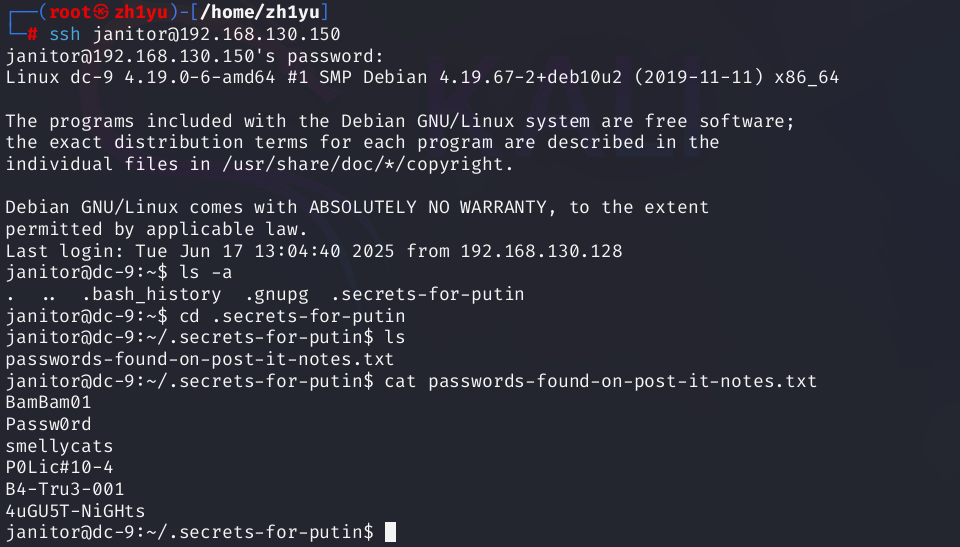 ┌──(root㉿zh1yu)-[/home/zh1yu]
└─# ssh janitor@192.168.130.150
janitor@192.168.130.150's password:
Linux dc-9 4.19.0-6-amd64 #1 SMP Debian 4.19.67-2+deb10u2 (2019-11-11) x86_64

The programs included with the Debian GNU/Linux system are free software;
the exact distribution terms for each program are described in the
individual files in /usr/share/doc/*/copyright.

Debian GNU/Linux comes with ABSOLUTELY NO WARRANTY, to the extent
permitted by applicable law.
Last login: Tue Jun 17 13:04:40 2025 from 192.168.130.128
janitor@dc-9:~$ ls -a
.  ..  .bash_history  .gnupg  .secrets-for-putin
janitor@dc-9:~$ cd .secrets-for-putin
janitor@dc-9:~/.secrets-for-putin$ ls
passwords-found-on-post-it-notes.txt
janitor@dc-9:~/.secrets-for-putin$ cat passwords-found-on-post-it-notes.txt
BamBam01
Passw0rd
smellycats
P0Lic#10-4
B4-Tru3-001
4uGU5T-NiGHts
janitor@dc-9:~/.secrets-for-putin$